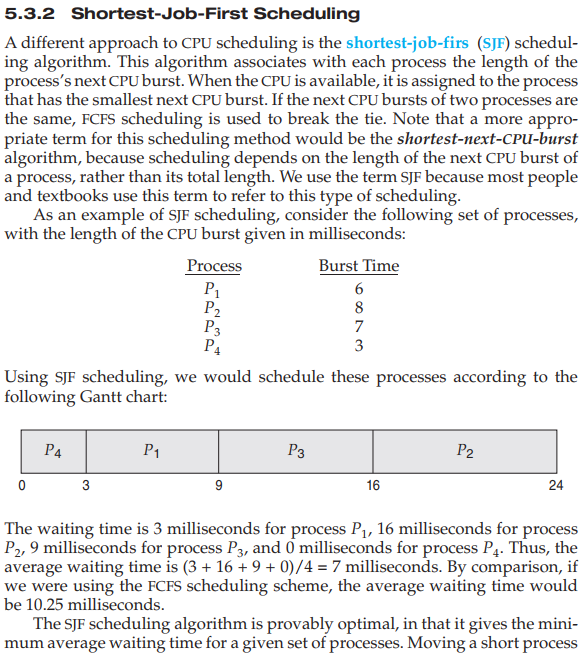 5.3.2 Shortest-Job-First Scheduling
A different approach to CPU scheduling is the shortest-job-firs (SJF) schedul-
ing algorithm. This algorithm associates with each process the length of the
process's next CPU burst. When the CPU is available, it is assigned to the process
that has the smallest next CPU burst. If the next CPU bursts of two processes are
the same, FCFS scheduling is used to break the tie. Note that a more appro-
priate term for this scheduling method would be the shortest-next-CPU-burst
algorithm, because scheduling depends on the length of the next CPU burst of
a process, rather than its total length. We use the term SJF because most people
and textbooks use this term to refer to this type of scheduling.
As an example of SJF scheduling, consider the following set of processes,
with the length of the CPU burst given in milliseconds:
Process Burst Time
P1 6
P2 8
P3 7
P4 3
Using SJF scheduling, we would schedule these processes according to the
following Gantt chart:
P4 P1 P3 P2
0 3 9 16 24
The waiting time is 3 milliseconds for process P1, 16 milliseconds for process
P2, 9 milliseconds for process P3, and 0 milliseconds for process P4. Thus, the
average waiting time is (3 + 16 + 9 + 0)/4 = 7 milliseconds. By comparison, if
we were using the FCFS scheduling scheme, the average waiting time would
be 10.25 milliseconds.
The SJF scheduling algorithm is provably optimal, in that it gives the mini-
mum average waiting time for a given set of processes. Moving a short process